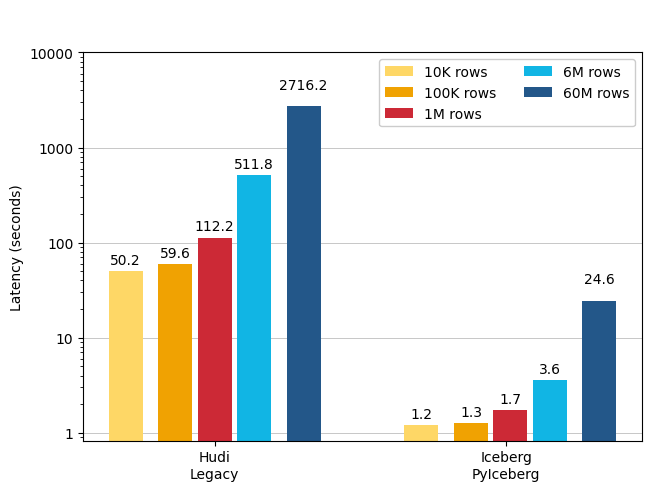 10000
1000
100
10
1
Latency (seconds)
10K rows
100K rows
1M rows
6M rows
60M rows
50.2
59.6
112.2
511.8
2716.2
1.2
1.3
1.7
3.6
24.6
Hudi
Legacy
Iceberg
PyIceberg